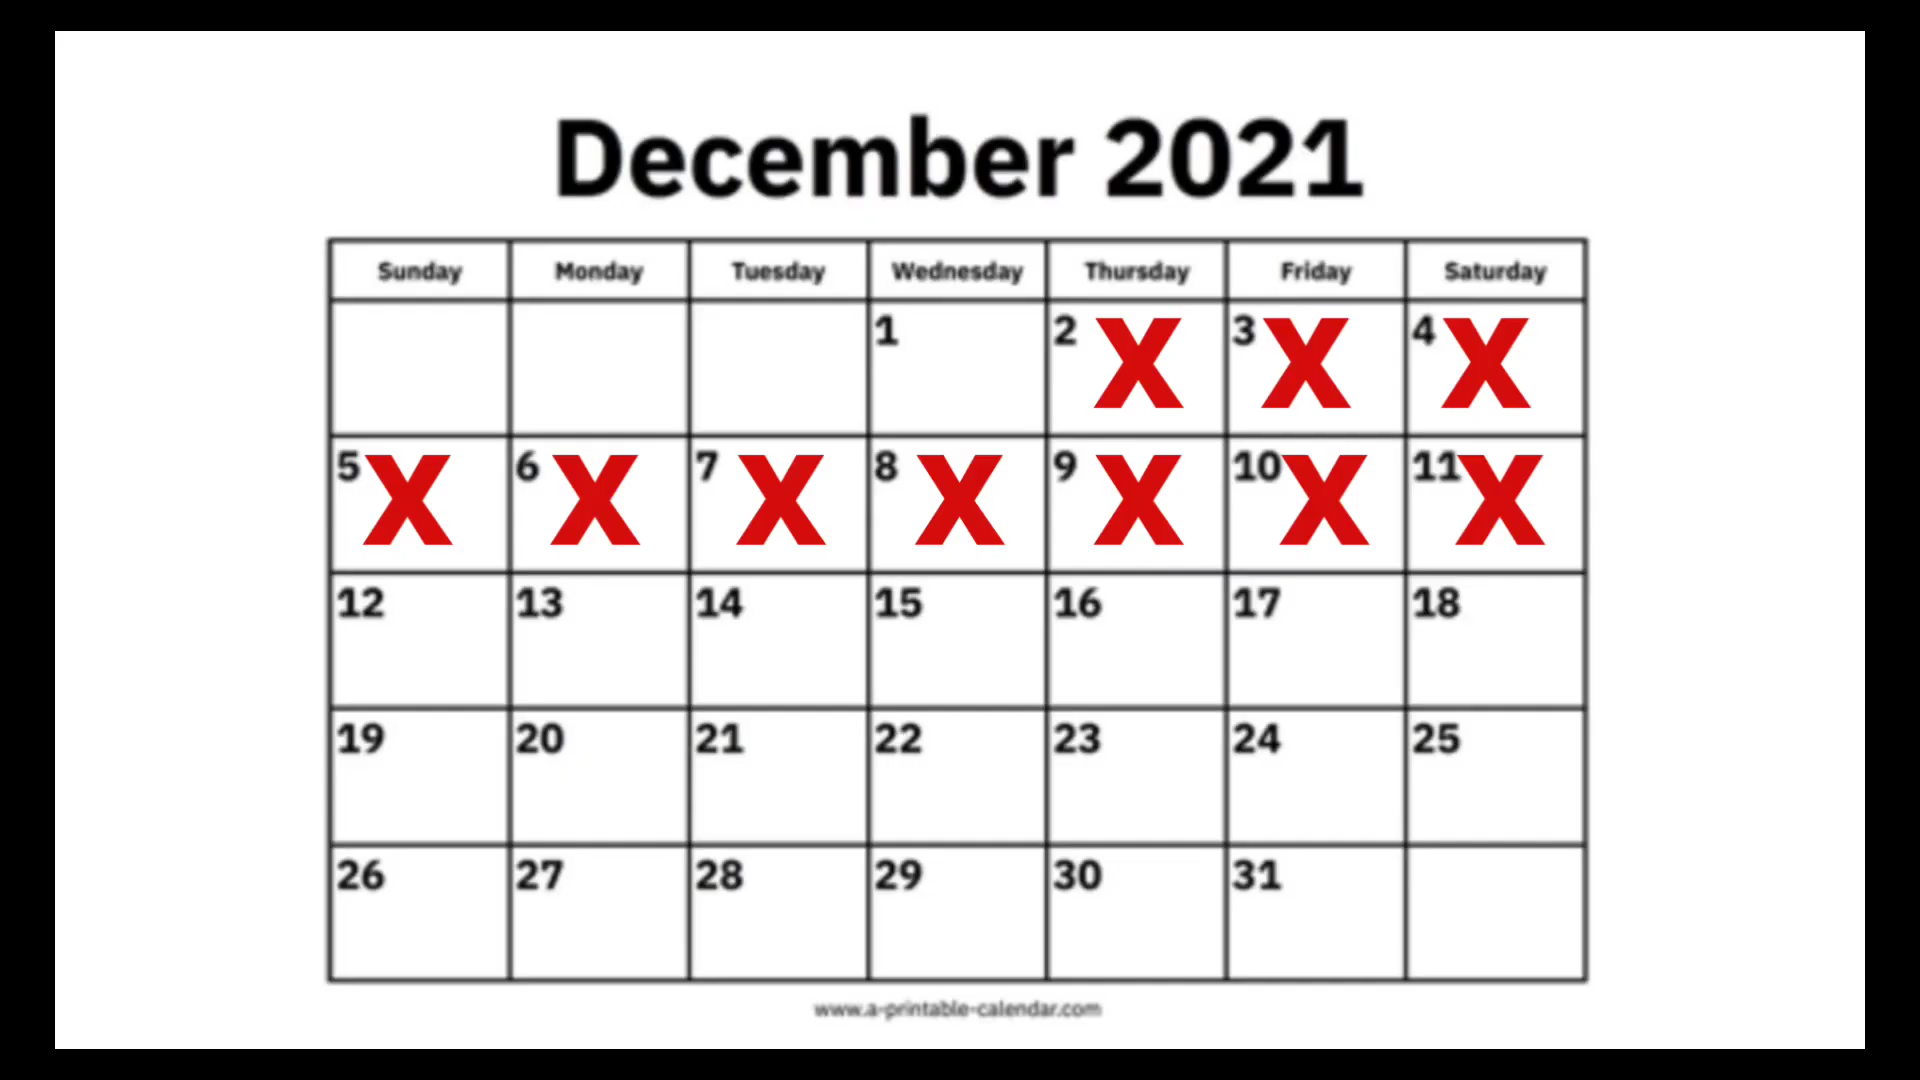 December 2021
Sunday Monday Tuesday Wednesday Thursday Friday Saturday
1 2 X 3 X 4 X
5 X 6 X 7 X 8 X 9 X 10 X 11 X
12 13 14 15 16 17 18
19 20 21 22 23 24 25
26 27 28 29 30 31
www.a-printable-calendar.com